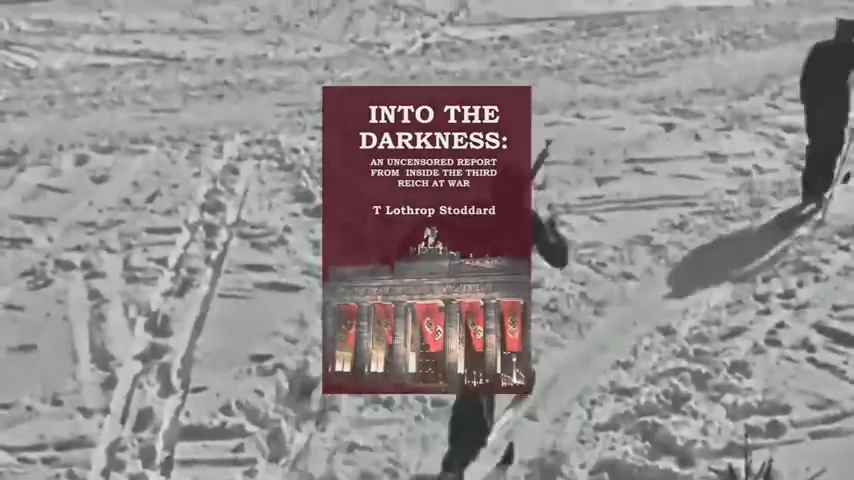 INTO THE
DARKNESS:
AN UNCENSORED REPORT
FROM INSIDE THE THIRD
REICH AT WAR
T Lothrop Stoddard